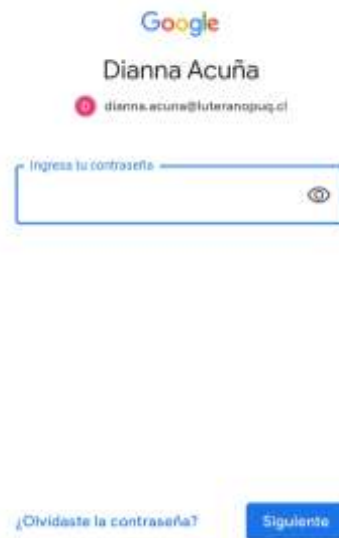 Google
Dianna Acuña
D dianna.acuna@luteranopuq.cl
Ingresa tu contraseña
¿Olvidaste la contraseña?
Siguiente